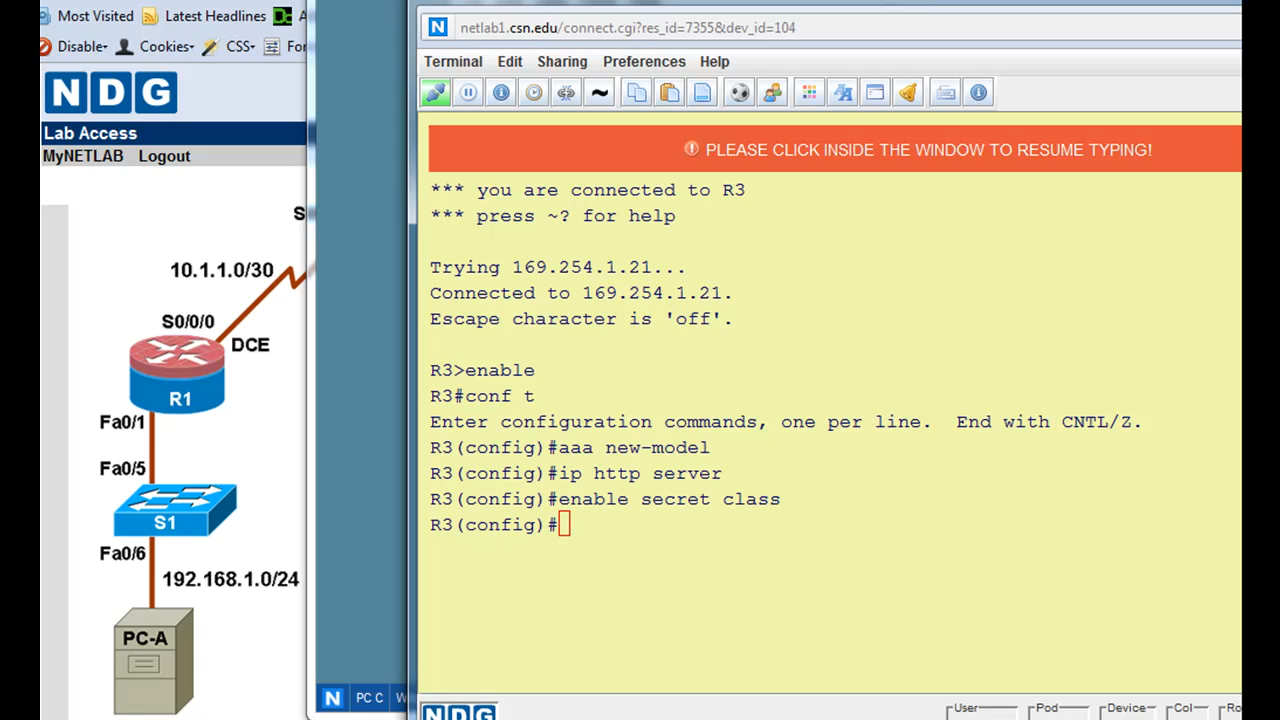 Most Visited Latest Headlines
Disable Cookies CSS
NDG
Lab Access
MyNETLAB Logout
10.1.1.0/30
S0/0/0
DCE
R1
Fa0/1
Fa0/5
S1
Fa0/6
192.168.1.0/24
PC-A
N PC C
N netlab1.csn.edu/connect.cgi?res_id=7355&dev_id=104
Terminal Edit Sharing Preferences Help
PLEASE CLICK INSIDE THE WINDOW TO RESUME TYPING!
*** you are connected to R3
*** press ~? for help
Trying 169.254.1.21...
Connected to 169.254.1.21.
Escape character is 'off'.
R3>enable
R3#conf t
Enter configuration commands, one per line. End with CNTL/Z.
R3(config)#aaa new-model
R3(config)#ip http server
R3(config)#enable secret class
R3(config)#
NDG
User Pod Device Col